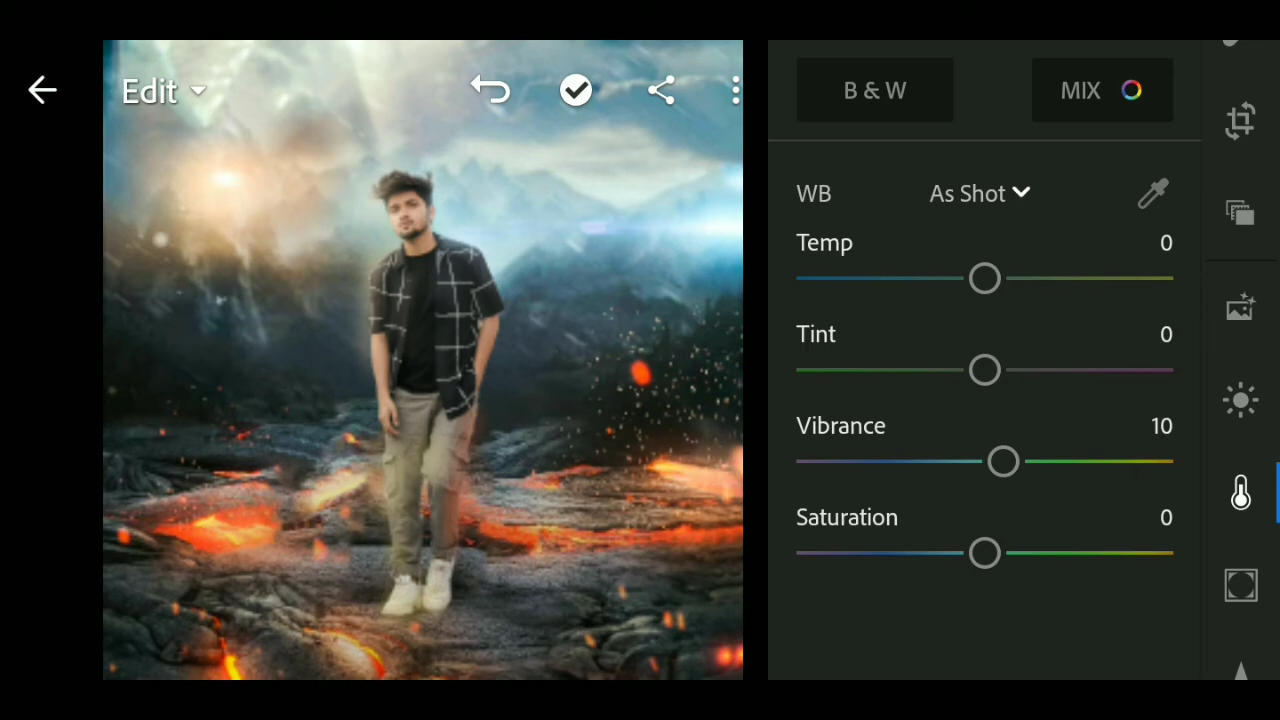 Edit
B & W
MIX
WB
As Shot
Temp
0
Tint
0
Vibrance
10
Saturation
0